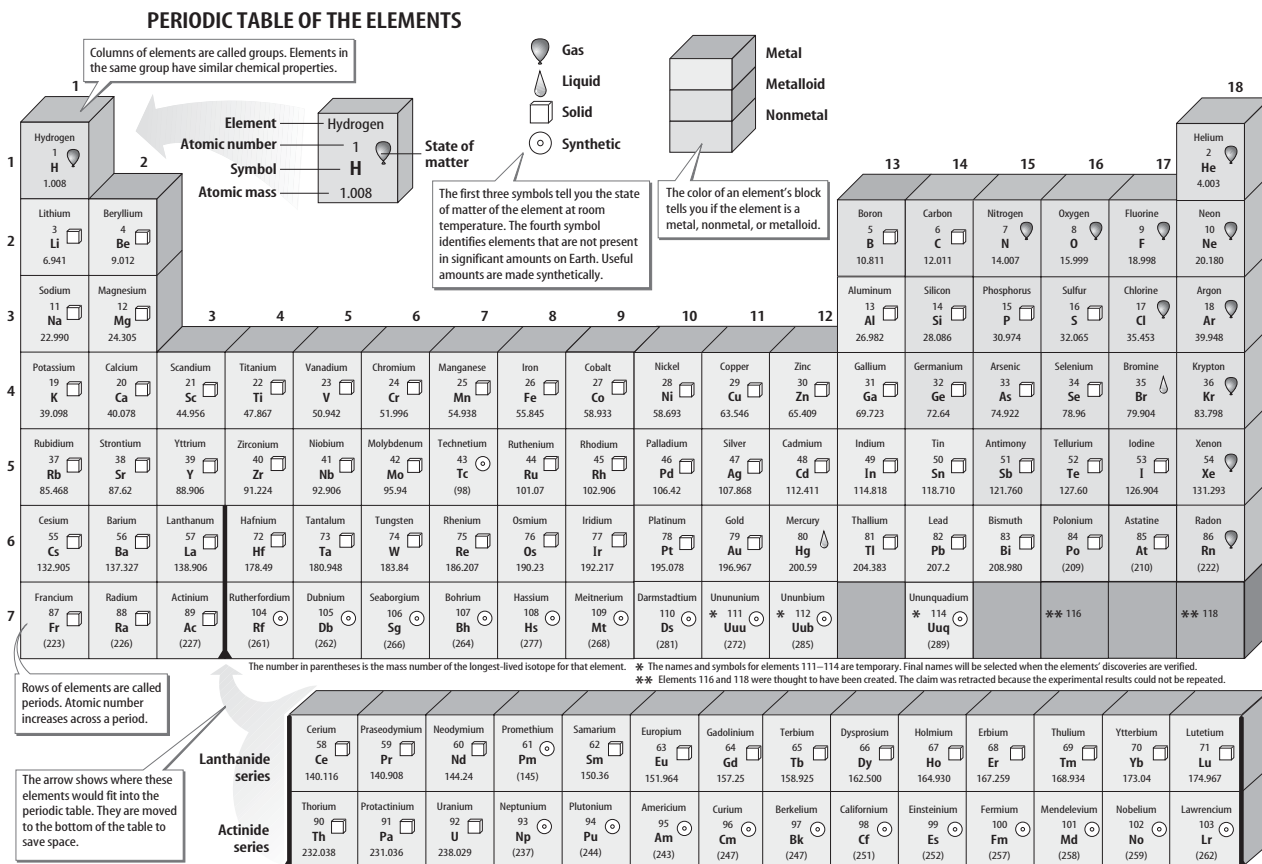 PERIODIC TABLE OF THE ELEMENTS
Columns of elements are called groups. Elements in
the same group have similar chemical properties.
Element
Atomic number
Symbol
Atomic mass
Hydrogen
1
H
1.008
State of
matter
Gas
Liquid
Solid
Synthetic
The first three symbols tell you the state
of matter of the element at room
temperature. The fourth symbol
identifies elements that are not present
in significant amounts on Earth. Useful
amounts are made synthetically.
Metal
Metalloid
Nonmetal
The color of an element's block
tells you if the element is a
metal, nonmetal, or metalloid.
1 18
Hydrogen Helium
1 2
1 H He
1.008 4.003
2 13 14 15 16 17
Lithium Beryllium Boron Carbon Nitrogen Oxygen Fluorine Neon
3 4 5 6 7 8 9 10
2 Li Be B C N O F Ne
6.941 9.012 10.811 12.011 14.007 15.999 18.998 20.180
Sodium Magnesium Aluminum Silicon Phosphorus Sulfur Chlorine Argon
11 12 13 14 15 16 17 18
3 Na Mg Al Si P S Cl Ar
22.990 24.305 26.982 28.086 30.974 32.065 35.453 39.948
3 4 5 6 7 8 9 10 11 12
Potassium Calcium Scandium Titanium Vanadium Chromium Manganese Iron Cobalt Nickel Copper Zinc Gallium Germanium Arsenic Selenium Bromine Krypton
19 20 21 22 23 24 25 26 27 28 29 30 31 32 33 34 35 36
4 K Ca Sc Ti V Cr Mn Fe Co Ni Cu Zn Ga Ge As Se Br Kr
39.098 40.078 44.956 47.867 50.942 51.996 54.938 55.845 58.933 58.693 63.546 65.409 69.723 72.64 74.922 78.96 79.904 83.798
Rubidium Strontium Yttrium Zirconium Niobium Molybdenum Technetium Ruthenium Rhodium Palladium Silver Cadmium Indium Tin Antimony Tellurium Iodine Xenon
37 38 39 40 41 42 43 44 45 46 47 48 49 50 51 52 53 54
5 Rb Sr Y Zr Nb Mo Tc Ru Rh Pd Ag Cd In Sn Sb Te I Xe
85.468 87.62 88.906 91.224 92.906 95.94 (98) 101.07 102.906 106.42 107.868 112.411 114.818 118.710 121.760 127.60 126.904 131.293
Cesium Barium Lanthanum Hafnium Tantalum Tungsten Rhenium Osmium Iridium Platinum Gold Mercury Thallium Lead Bismuth Polonium Astatine Radon
55 56 57 72 73 74 75 76 77 78 79 80 81 82 83 84 85 86
6 Cs Ba La Hf Ta W Re Os Ir Pt Au Hg Tl Pb Bi Po At Rn
132.905 137.327 138.906 178.49 180.948 183.84 186.207 190.23 192.217 195.078 196.967 200.59 204.383 207.2 208.980 (209) (210) (222)
Francium Radium Actinium Rutherfordium Dubnium Seaborgium Bohrium Hassium Meitnerium Darmstadtium Unununium Ununbium Ununquadium
87 88 89 104 105 106 107 108 109 110 * 111 * 112 * 114 ** 116 ** 118
7 Fr Ra Ac Rf Db Sg Bh Hs Mt Ds Uuu Uub Uuq
(223) (226) (227) (261) (262) (266) (264) (277) (268) (281) (272) (285) (289)
The number in parentheses is the mass number of the longest-lived isotope for that element. * The names and symbols for elements 111–114 are temporary. Final names will be selected when the elements' discoveries are verified.
** Elements 116 and 118 were thought to have been created. The claim was retracted because the experimental results could not be repeated.
Rows of elements are called
periods. Atomic number
increases across a period.
The arrow shows where these
elements would fit into the
periodic table. They are moved
to the bottom of the table to
save space.
Lanthanide
series
Cerium Praseodymium Neodymium Promethium Samarium Europium Gadolinium Terbium Dysprosium Holmium Erbium Thulium Ytterbium Lutetium
58 59 60 61 62 63 64 65 66 67 68 69 70 71
Ce Pr Nd Pm Sm Eu Gd Tb Dy Ho Er Tm Yb Lu
140.116 140.908 144.24 (145) 150.36 151.964 157.25 158.925 162.500 164.930 167.259 168.934 173.04 174.967
Actinide
series
Thorium Protactinium Uranium Neptunium Plutonium Americium Curium Berkelium Californium Einsteinium Fermium Mendelevium Nobelium Lawrencium
90 91 92 93 94 95 96 97 98 99 100 101 102 103
Th Pa U Np Pu Am Cm Bk Cf Es Fm Md No Lr
232.038 231.036 238.029 (237) (244) (243) (247) (247) (251) (252) (257) (258) (259) (262)